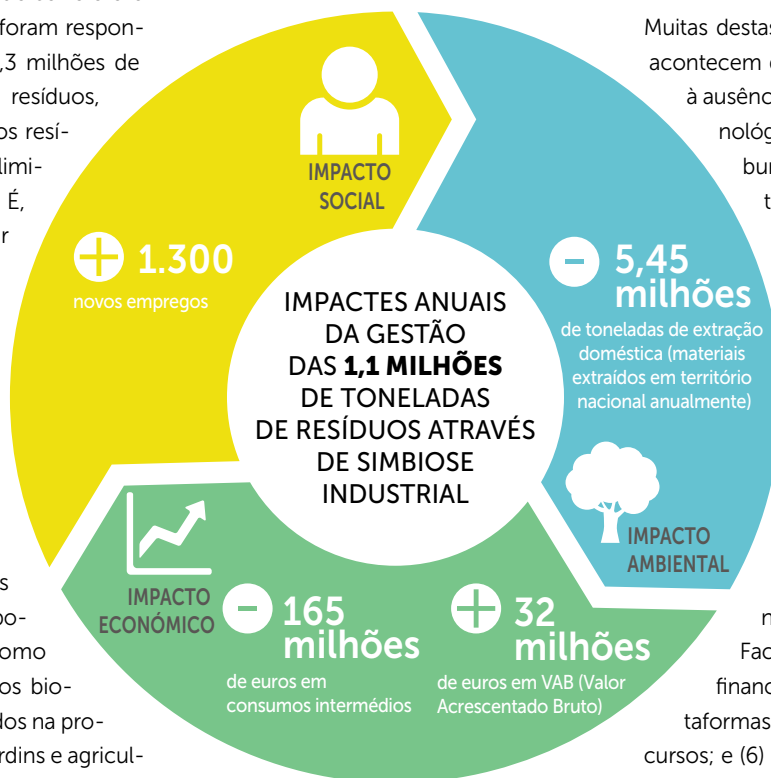 foram respon-
,3 milhões de
resíduos,
os resí-
limi-
É,
r
Muitas destas
acontecem
à ausênc
nológ
bur
t
IMPACTO
SOCIAL
+ 1.300
novos empregos
- 5,45
milhões
de toneladas de extração
doméstica (materiais
extraídos em território
nacional anualmente)
IMPACTO
AMBIENTAL
IMPACTES ANUAIS
DA GESTÃO
DAS 1,1 MILHÕES
DE TONELADAS
DE RESÍDUOS ATRAVÉS
DE SIMBIOSE
INDUSTRIAL
IMPACTO
ECONÓMICO
- 165
milhões
de euros em
consumos intermédios
+ 32
milhões
de euros em VAB (Valor
Acrescentado Bruto)
s
po-
omo
os bio-
dos na pro-
rdins e agricul-
n
Fac
financ
taformas
cursos; e (6)